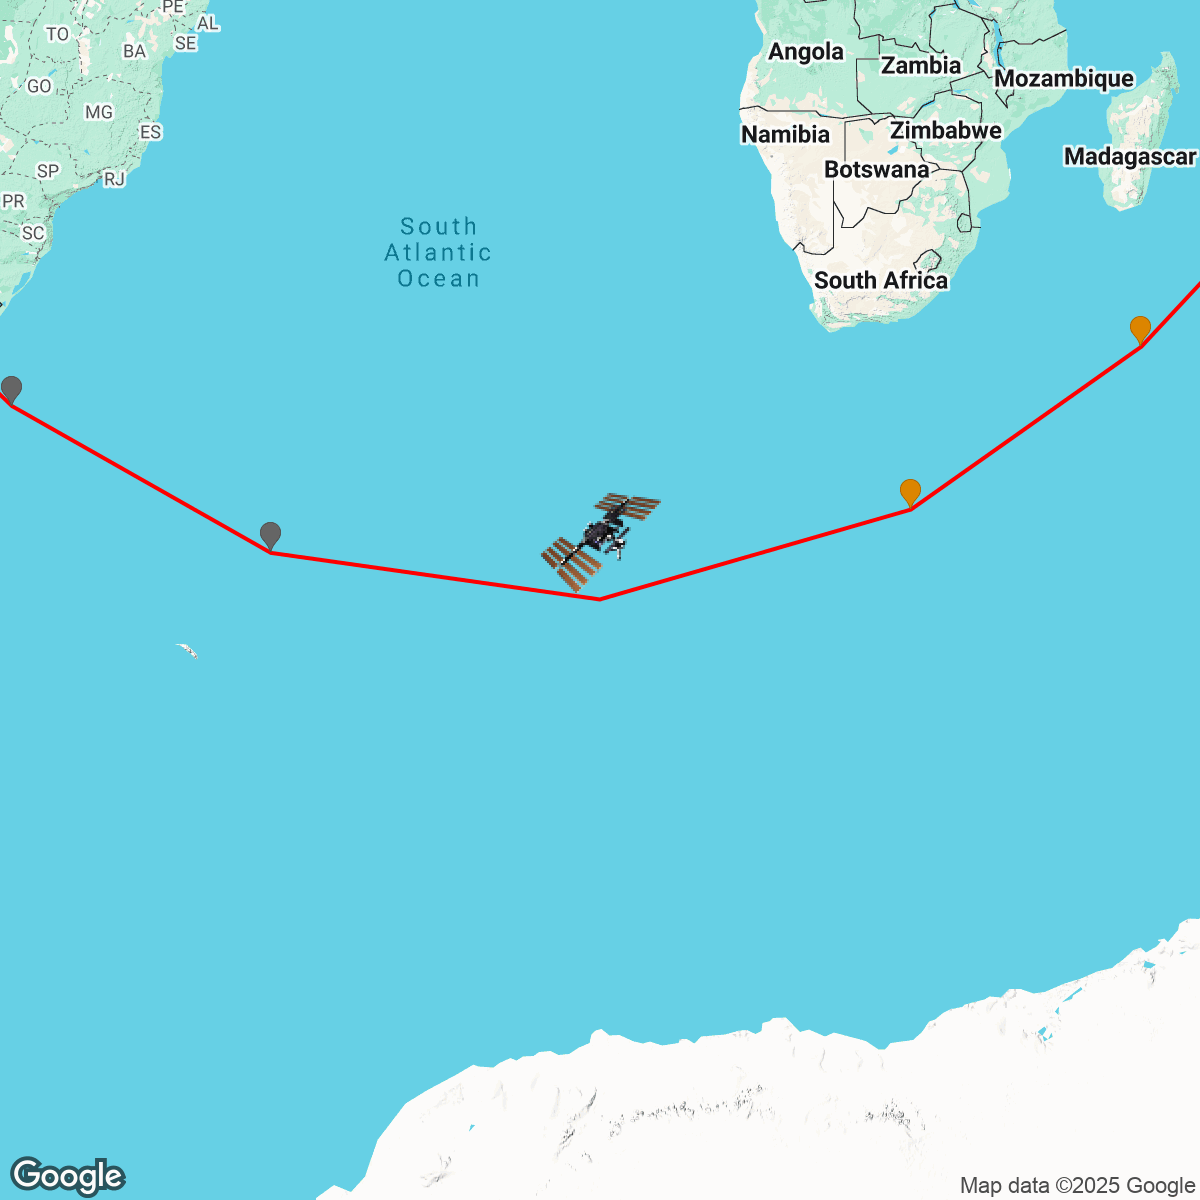 PE
AL
TO
SE
BA
Angola
Zambia
Mozambique
GO
MG
ES
Namibia
Zimbabwe
Madagascar
SP
Botswana
RJ
PR
SC
South
Atlantic
Ocean
South Africa
Google
Map data ©2025 Google